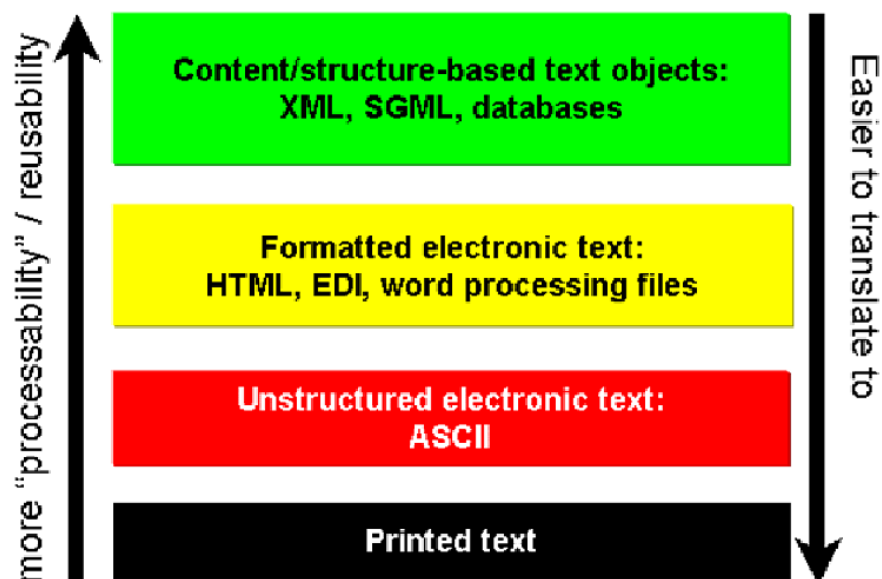 more “processability” / reusability
Content/structure-based text objects:
XML, SGML, databases
Formatted electronic text:
HTML, EDI, word processing files
Unstructured electronic text:
ASCII
Printed text
Easier to translate to